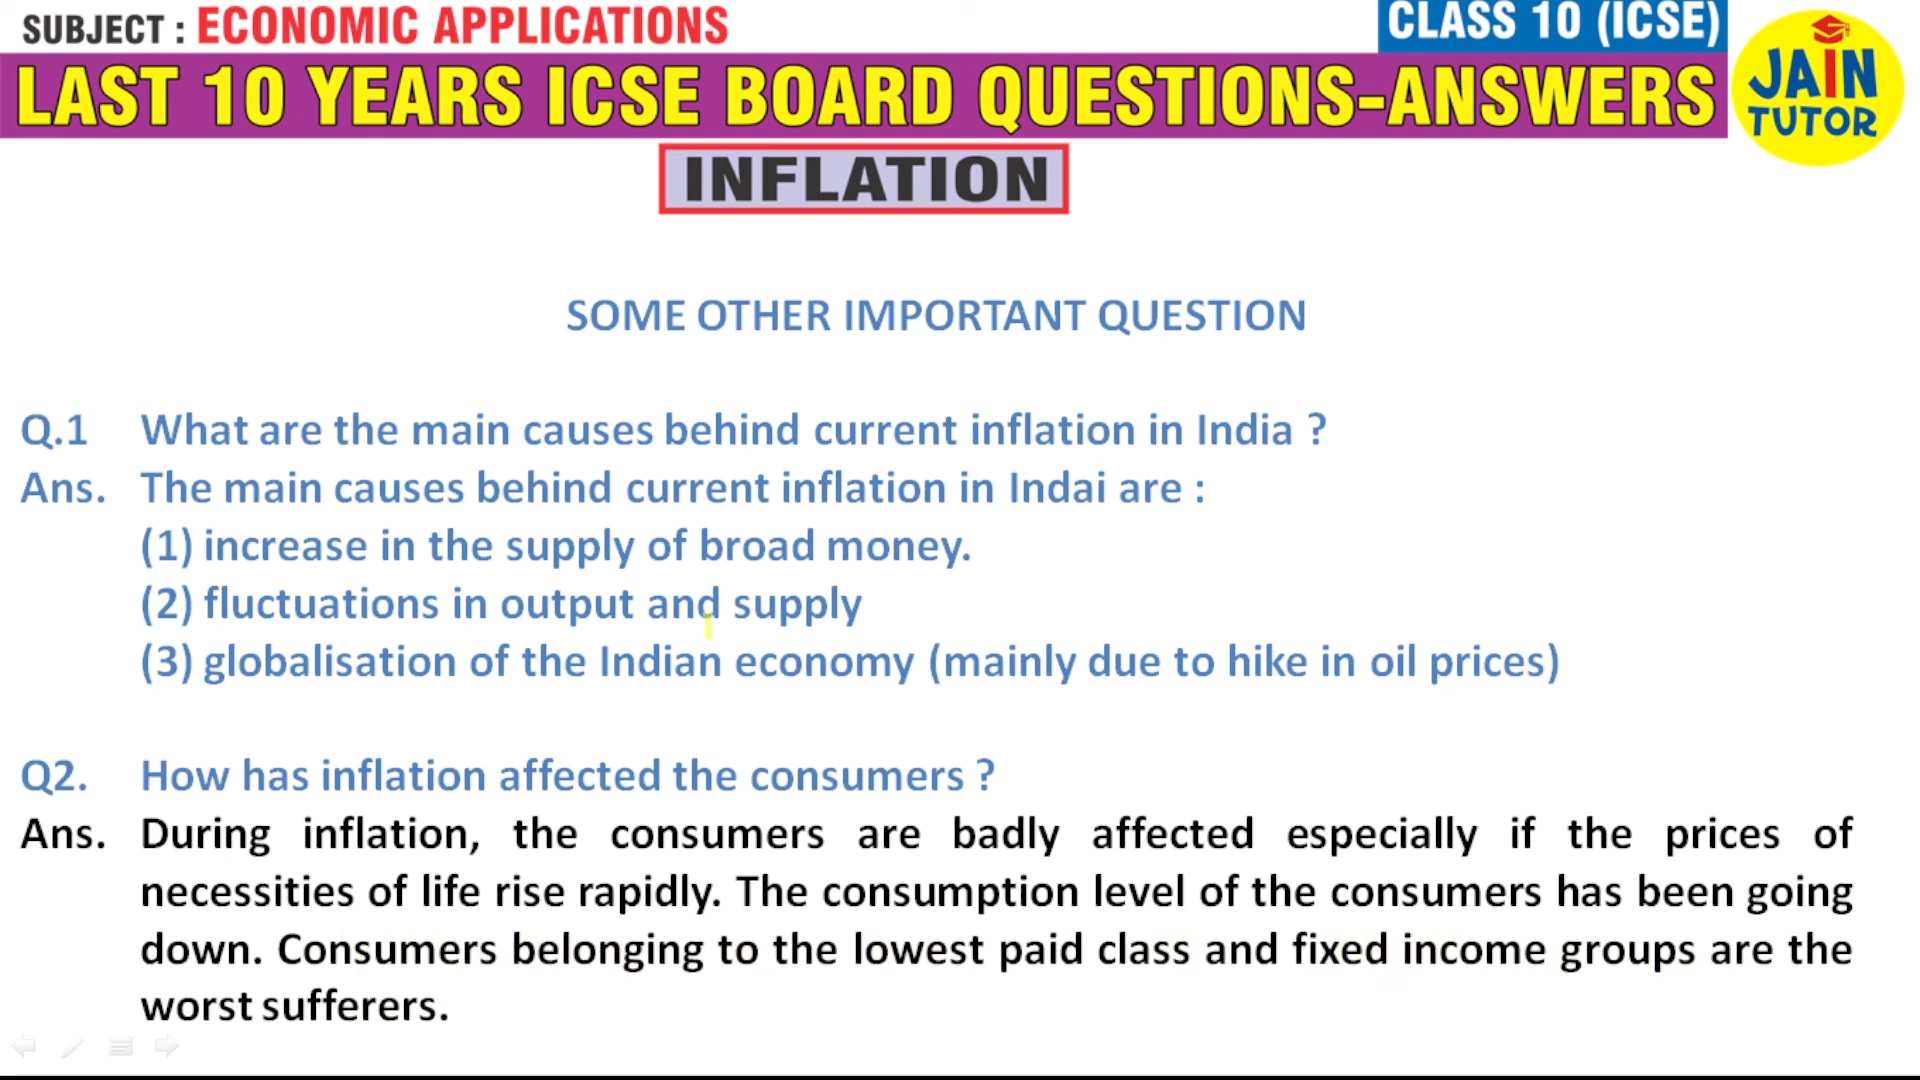 SUBJECT : ECONOMIC APPLICATIONS
CLASS 10 (ICSE)
LAST 10 YEARS ICSE BOARD QUESTIONS-ANSWERS
JAIN
TUTOR
INFLATION
SOME OTHER IMPORTANT QUESTION
Q.1 What are the main causes behind current inflation in India ?
Ans. The main causes behind current inflation in Indai are :
(1) increase in the supply of broad money.
(2) fluctuations in output and supply
(3) globalisation of the Indian economy (mainly due to hike in oil prices)
Q2. How has inflation affected the consumers ?
Ans. During inflation, the consumers are badly affected especially if the prices of
necessities of life rise rapidly. The consumption level of the consumers has been going
down. Consumers belonging to the lowest paid class and fixed income groups are the
worst sufferers.